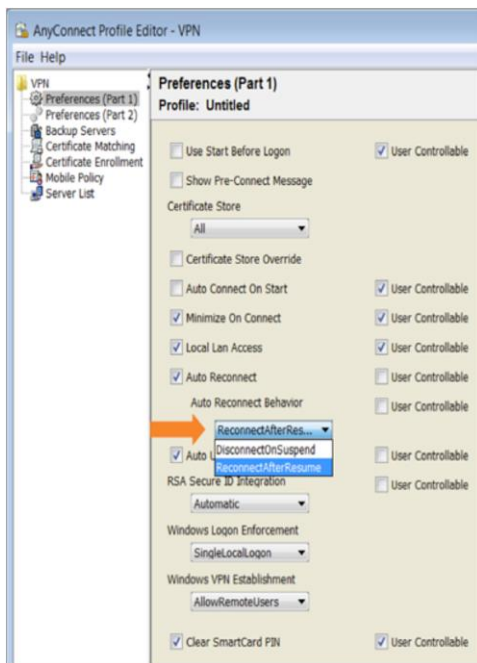 AnyConnect Profile Editor - VPN
File Help
VPN
Preferences (Part 1)
Preferences (Part 2)
Backup Servers
Certificate Matching
Certificate Enrollment
Mobile Policy
Server List
Preferences (Part 1)
Profile: Untitled
Use Start Before Logon User Controllable
Show Pre-Connect Message
Certificate Store
All
Certificate Store Override
Auto Connect On Start User Controllable
Minimize On Connect User Controllable
Local Lan Access User Controllable
Auto Reconnect User Controllable
Auto Reconnect Behavior User Controllable
ReconnectAfterRes...
DisconnectOnSuspend
ReconnectAfterResume
Auto User Controllable
RSA Secure ID Integration User Controllable
Automatic
Windows Logon Enforcement
SingleLocalLogon
Windows VPN Establishment
AllowRemoteUsers
Clear SmartCard PIN User Controllable